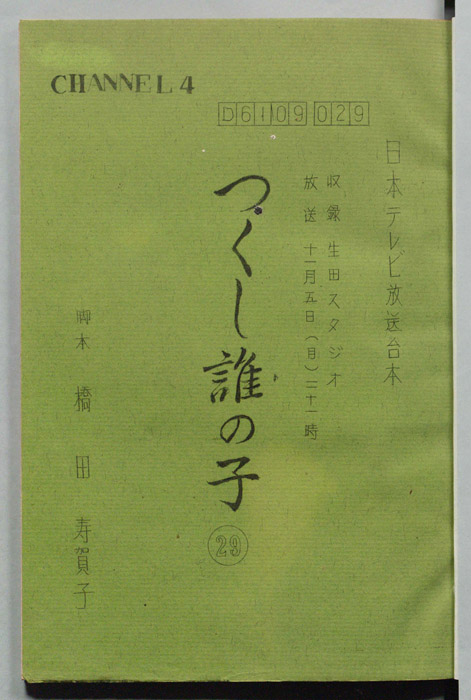 CHANNEL 4
D6109 029
日本テレビ放送台本
収録 生田スタジオ
放送 十一月五日(月)二十一時
つくし誰の子
29
脚本 橋田寿賀子